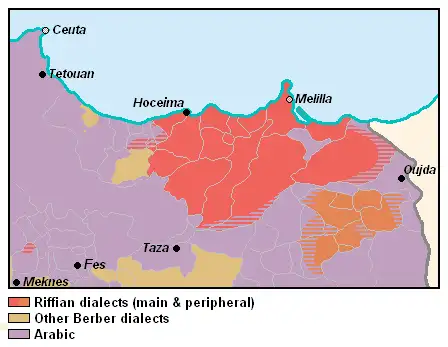 Ceuta
Tetouan
Hoceima
Melilla
Oujda
Taza
Fes
Meknes
Riffian dialects (main & peripheral)
Other Berber dialects
Arabic